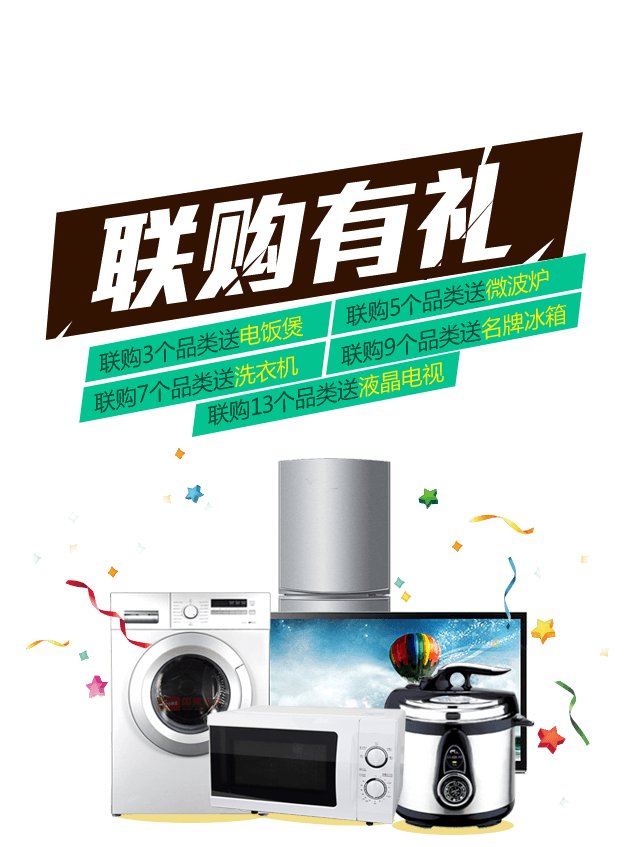 联购有礼
联购3个品类送电饭煲
联购5个品类送微波炉
联购7个品类送洗衣机
联购9个品类送名牌冰箱
联购13个品类送液晶电视